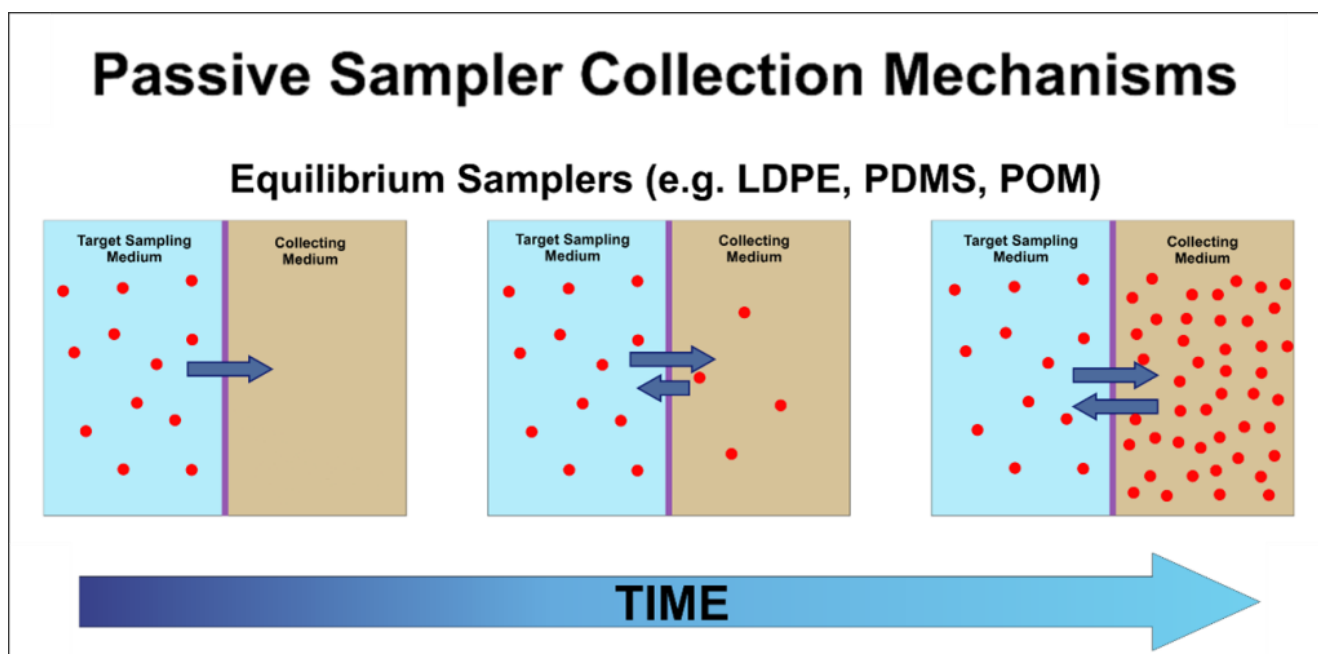 Passive Sampler Collection Mechanisms
Equilibrium Samplers (e.g. LDPE, PDMS, POM)
Target Sampling
Medium
Collecting
Medium
Target Sampling
Medium
Collecting
Medium
Target Sampling
Medium
Collecting
Medium
TIME